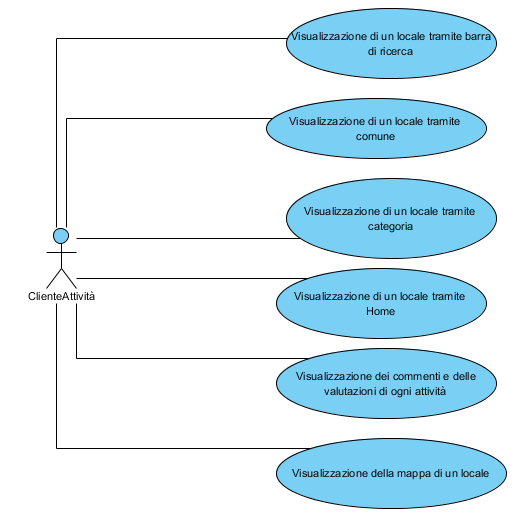 Visualizzazione di un locale tramite barra
di ricerca
Visualizzazione di un locale tramite
comune
Visualizzazione di un locale tramite
categoria
ClienteAttività
Visualizzazione di un locale tramite
Home
Visualizzazione dei commenti e delle
valutazioni di ogni attività
Visualizzazione della mappa di un locale